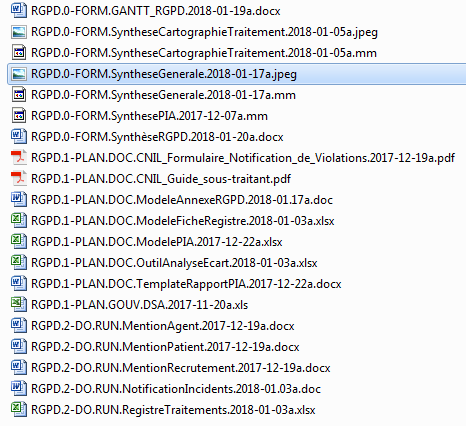 RGPD.0-FORM.GANTT_RGPD.2018-01-19a.docx
RGPD.0-FORM.SyntheseCartographieTraitement.2018-01-05a.jpeg
RGPD.0-FORM.SyntheseCartographieTraitement.2018-01-05a.mm
RGPD.0-FORM.SyntheseGenerale.2018-01-17a.jpeg
RGPD.0-FORM.SyntheseGenerale.2018-01-17a.mm
RGPD.0-FORM.SynthesePIA.2017-12-07a.mm
RGPD.0-FORM.SynthèseRGPD.2018-01-20a.docx
RGPD.1-PLAN.DOC.CNIL_Formulaire_Notification_de_Violations.2017-12-19a.pdf
RGPD.1-PLAN.DOC.CNIL_Guide_sous-traitant.pdf
RGPD.1-PLAN.DOC.ModeleAnnexeRGPD.2018-01.17a.doc
RGPD.1-PLAN.DOC.ModeleFicheRegistre.2018-01-03a.xlsx
RGPD.1-PLAN.DOC.ModelePIA.2017-12-22a.xlsx
RGPD.1-PLAN.DOC.OutilAnalyseEcart.2018-01-03a.xlsx
RGPD.1-PLAN.DOC.TemplateRapportPIA.2017-12-22a.docx
RGPD.1-PLAN.GOUV.DSA.2017-11-20a.xls
RGPD.2-DO.RUN.MentionAgent.2017-12-19a.docx
RGPD.2-DO.RUN.MentionPatient.2017-12-19a.docx
RGPD.2-DO.RUN.MentionRecrutement.2017-12-19a.docx
RGPD.2-DO.RUN.NotificationIncidents.2018-01.03a.doc
RGPD.2-DO.RUN.RegistreTraitements.2018-01-03a.xlsx